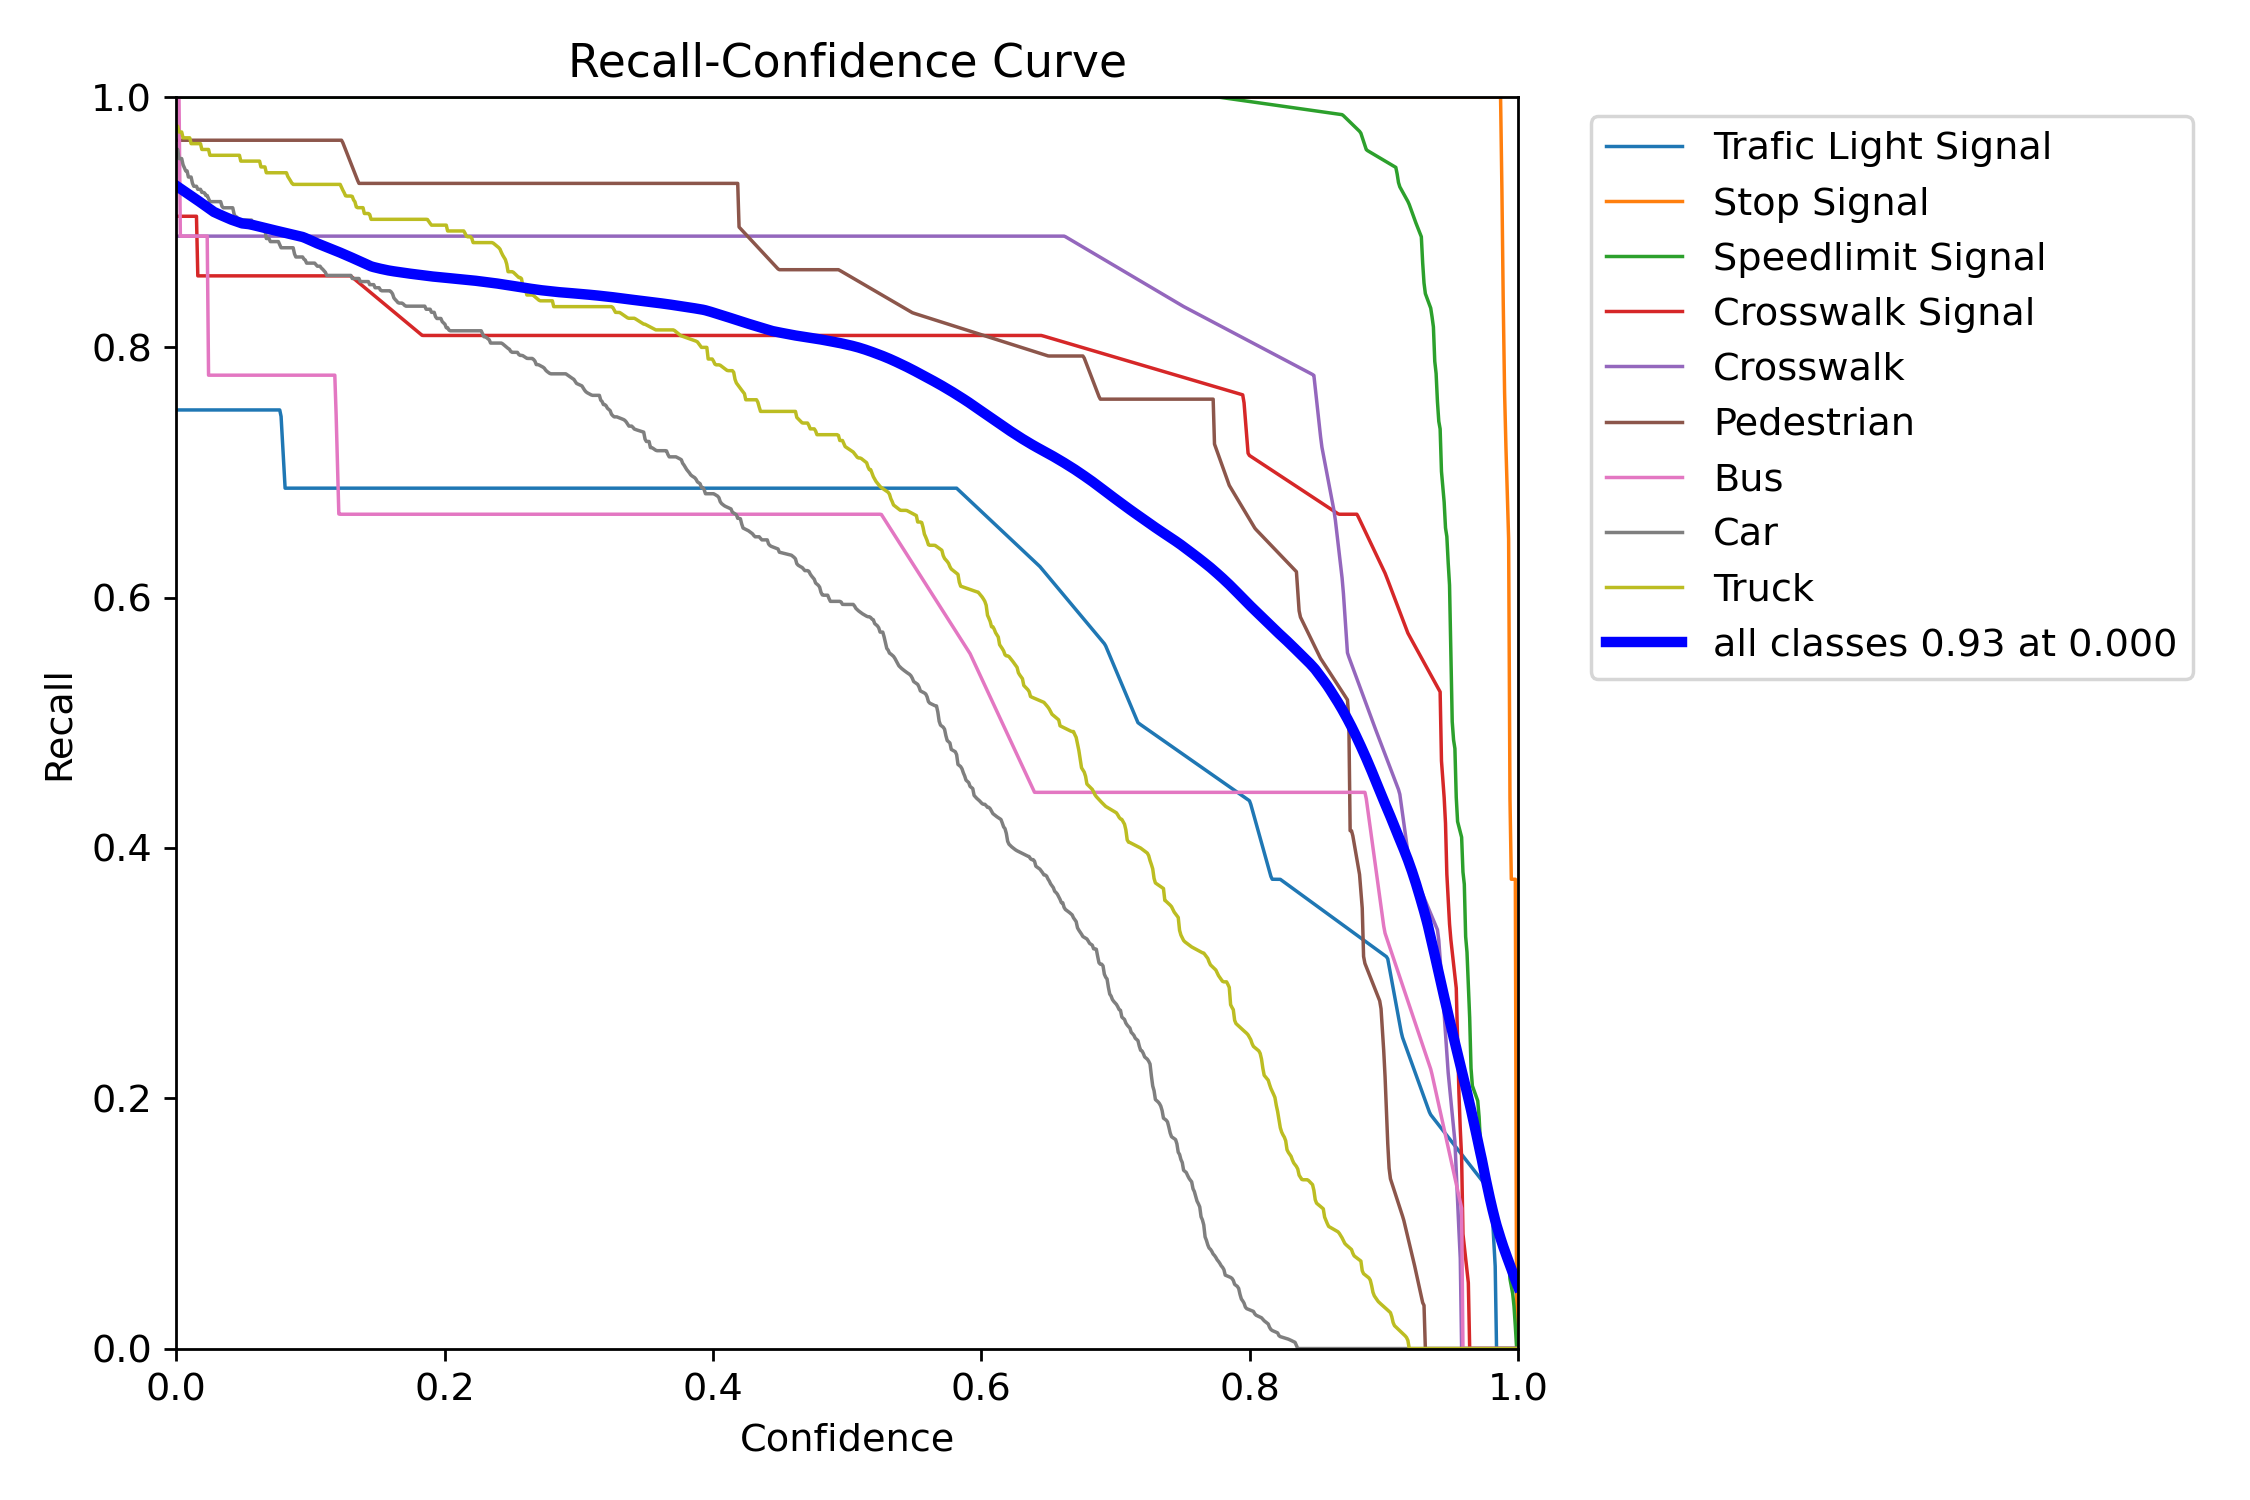 Recall-Confidence Curve
1.0
0.8
0.6
0.4
0.2
0.0
Recall
0.0 0.2 0.4 0.6 0.8 1.0
Confidence
Trafic Light Signal
Stop Signal
Speedlimit Signal
Crosswalk Signal
Crosswalk
Pedestrian
Bus
Car
Truck
all classes 0.93 at 0.000